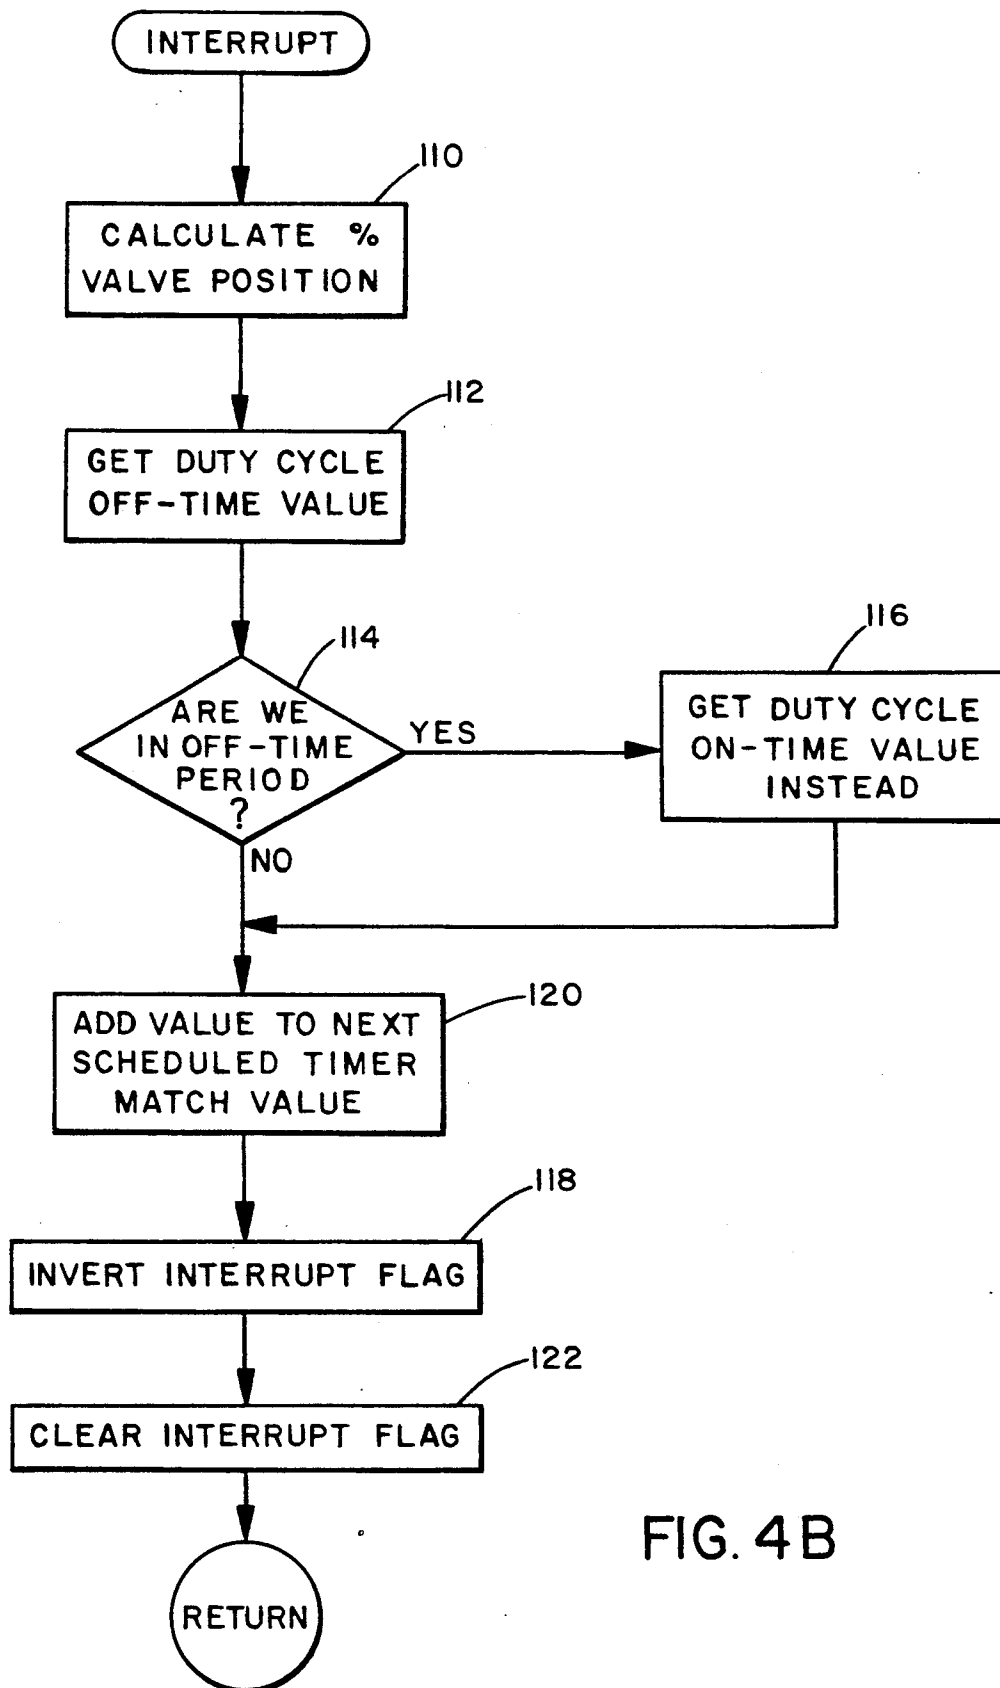 INTERRUPT
110
CALCULATE %
VALVE POSITION
112
GET DUTY CYCLE
OFF-TIME VALUE
114
ARE WE
IN OFF-TIME
PERIOD
?
YES
116
GET DUTY CYCLE
ON-TIME VALUE
INSTEAD
NO
120
ADD VALUE TO NEXT
SCHEDULED TIMER
MATCH VALUE
118
INVERT INTERRUPT FLAG
122
CLEAR INTERRUPT FLAG
RETURN
FIG. 4B